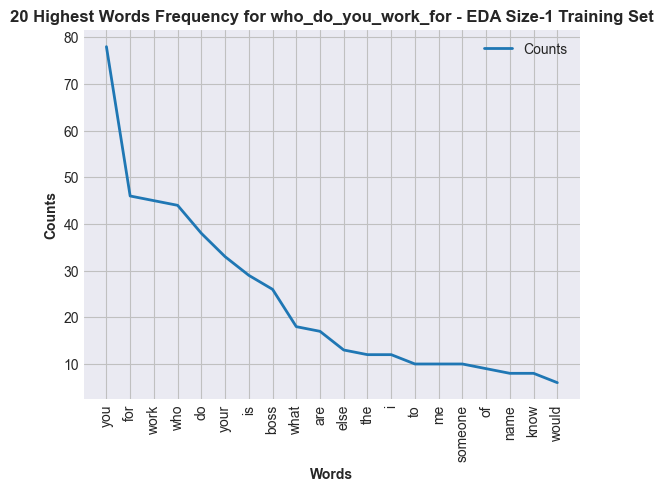 20 Highest Words Frequency for who_do_you_work_for - EDA Size-1 Training Set
Counts
80
70
60
50
40
30
20
10
Counts
you
for
work
who
do
your
is
boss
what
are
else
the
i
to
me
someone
of
name
know
would
Words